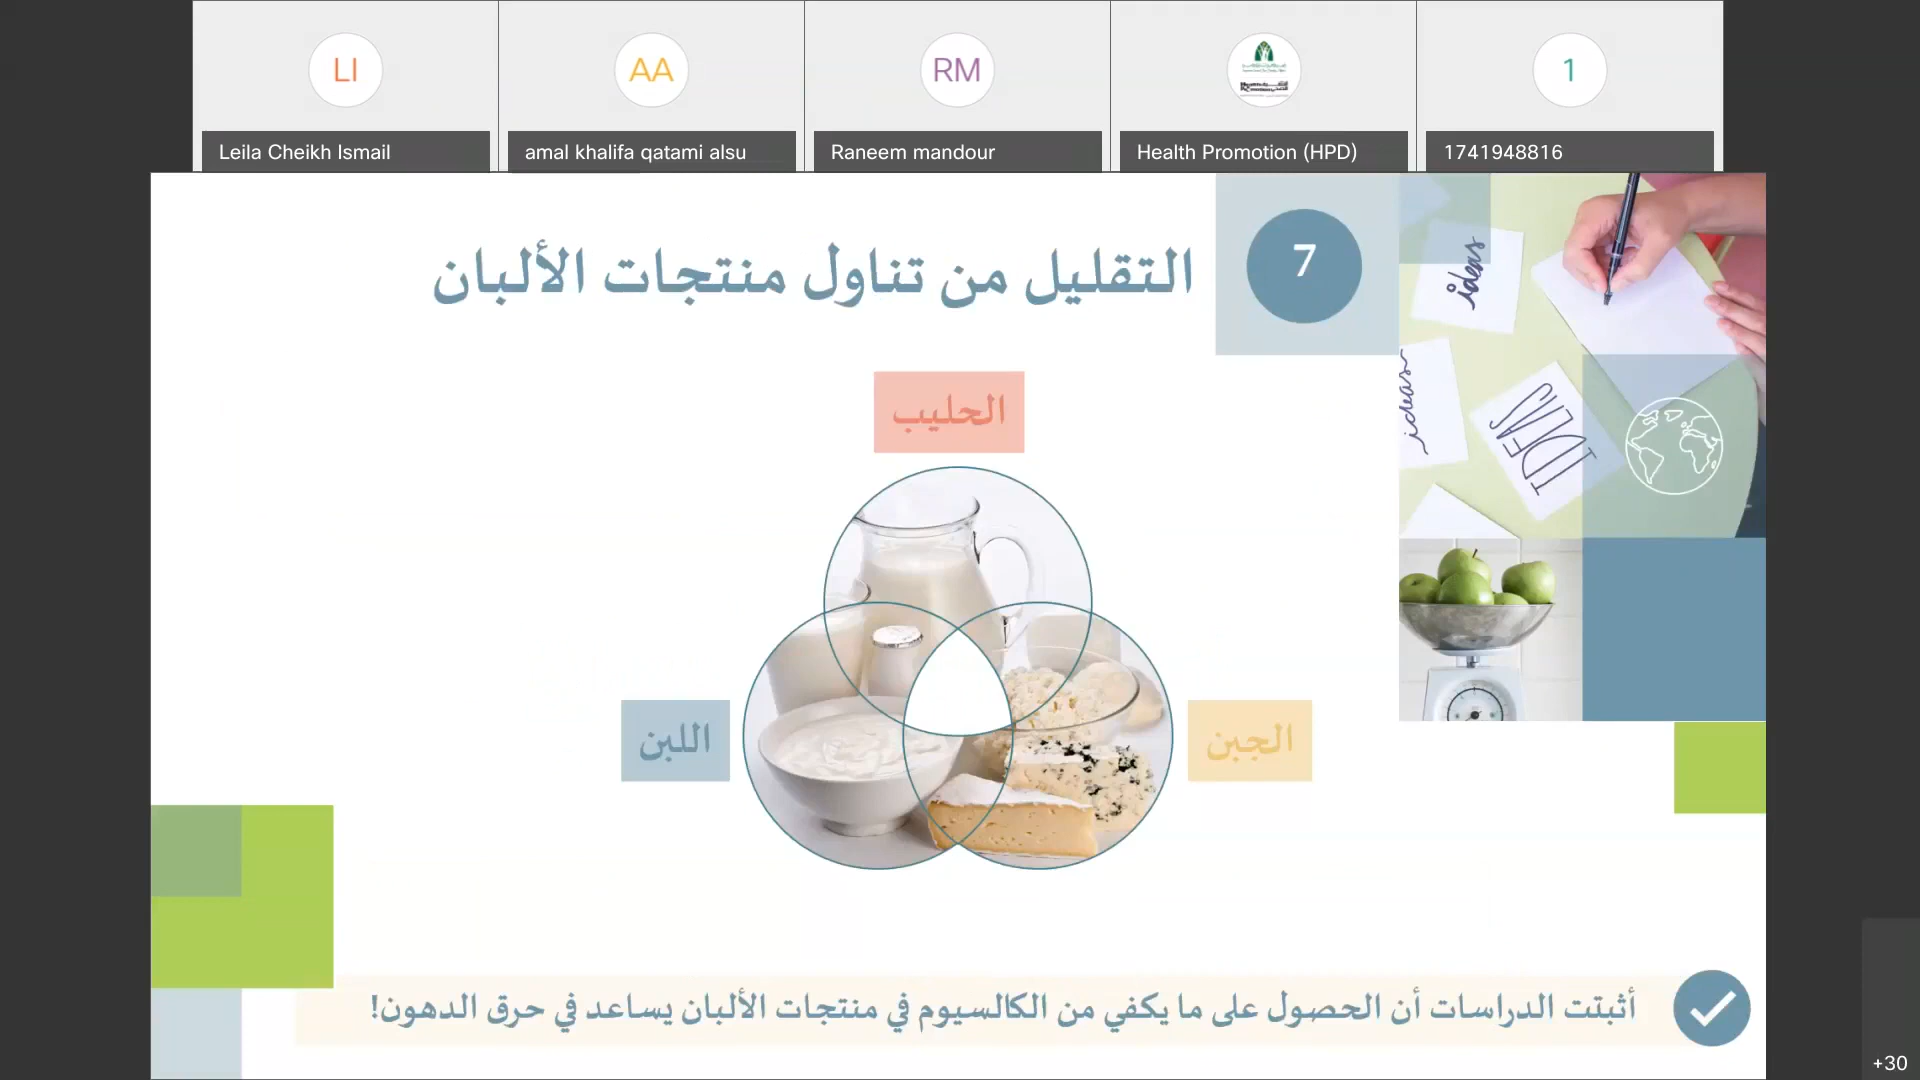 LI
AA
RM
1
Leila Cheikh Ismail
amal khalifa qatami alsu
Raneem mandour
Health Promotion (HPD)
1741948816
7
التقليل من تناول منتجات الألبان
ideas
ideas
IDEAS
الحليب
اللبن
الجبن
أثبتت الدراسات أن الحصول على ما يكفي من الكالسيوم في منتجات الألبان يساعد في حرق الدهون!
+30